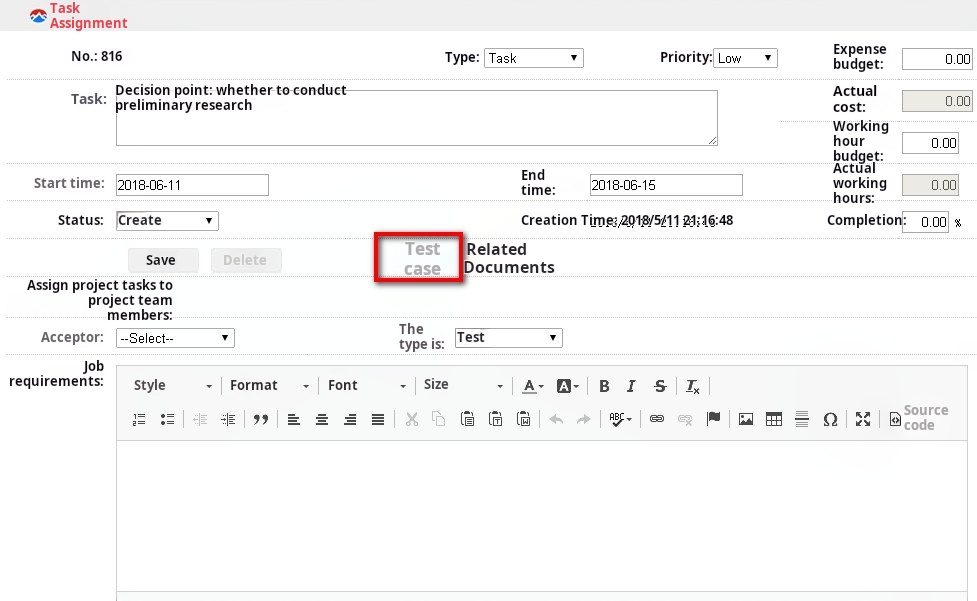 Task
Assignment
No.: 816
Type: Task
Priority: Low
Expense
budget: 0.00
Task: Decision point: whether to conduct
preliminary research
Actual
cost: 0.00
Working
hour
budget: 0.00
Start time: 2018-06-11
End
time: 2018-06-15
Actual
working
hours: 0.00
Status: Create
Creation Time: 2018/5/11 21:16:48
Completion: 0.00 %
Save
Delete
Test
case
Related
Documents
Assign project tasks to
project team
members:
Acceptor: --Select--
The
type is: Test
Job
requirements:
Style Format Font Size A A B I S Tx
ABC Ω Source
code